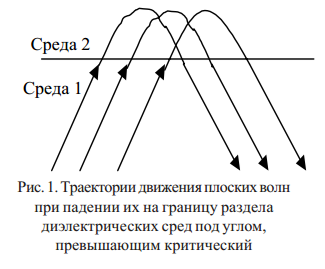 Среда 2
Среда 1
Рис. 1. Траектории движения плоских волн
при падении их на границу раздела
диэлектрических сред под углом,
превышающим критический